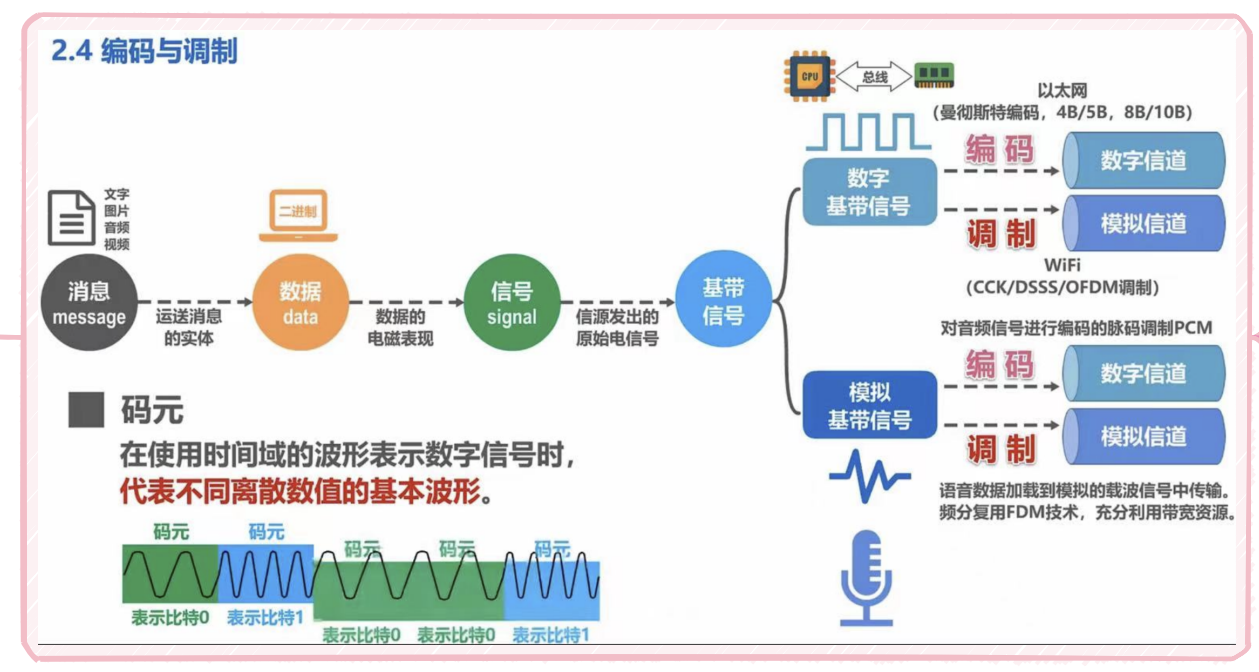 2.4 编码与调制
CPU
总线
以太网
(曼彻斯特编码，4B/5B，8B/10B)
编 码
数字信道
数字
基带信号
调 制
模拟信道
WiFi
(CCK/DSSS/OFDM调制)
文字
图片
音频
视频
二进制
消息
message
运送消息
的实体
数据
data
数据的
电磁表现
信号
signal
信源发出的
原始电信号
基带
信号
对音频信号进行编码的脉码调制PCM
编 码
数字信道
模拟
基带信号
调 制
模拟信道
语音数据加载到模拟的载波信号中传输。
频分复用FDM技术，充分利用带宽资源。
码元
在使用时间域的波形表示数字信号时，
代表不同离散数值的基本波形。
码元
码元
码元
码元
码元
表示比特0
表示比特1
表示比特0
表示比特0
表示比特1